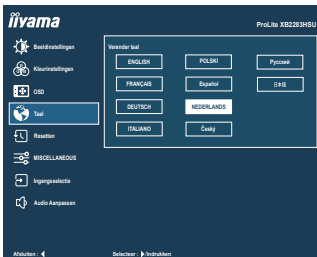 iiyama
ProLite XB2283HSU
Beeldinstellingen
Kleurinstellingen
OSD
Taal
Resetten
MISCELLANEOUS
Ingangsselectie
Audio Aanpassen
Verander taal
ENGLISH
POLSKI
Русский
FRANÇAIS
Español
日本語
DEUTSCH
NEDERLANDS
ITALIANO
Český
Afsluiten :
Selecteer : /Indrukken